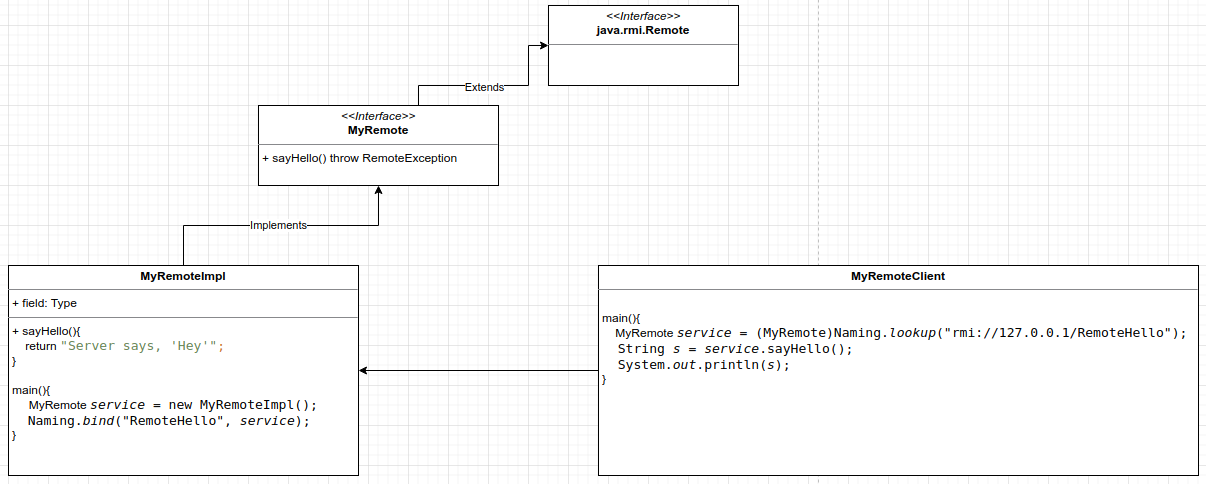 <<Interface>>
java.rmi.Remote
Extends
<<Interface>>
MyRemote
+ sayHello() throw RemoteException
Implements
MyRemoteImpl
+ field: Type
+ sayHello(){
return "Server says, 'Hey'";
}
main(){
MyRemote service = new MyRemoteImpl();
Naming.bind("RemoteHello", service);
}
MyRemoteClient
main(){
MyRemote service = (MyRemote)Naming.lookup("rmi://127.0.0.1/RemoteHello");
String s = service.sayHello();
System.out.println(s);
}